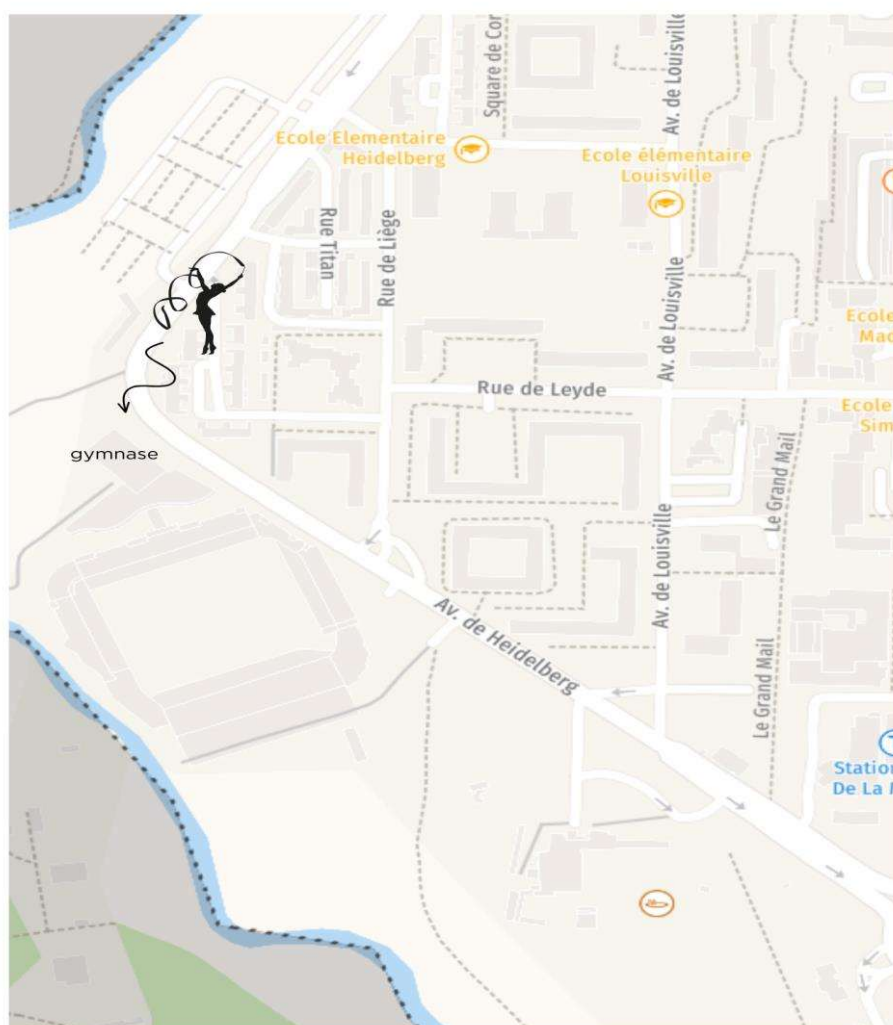 Square de Cor
Av. de Louisville
Ecole Elementaire
Heidelberg
Ecole élémentaire
Louisville
Rue Titan
Rue de Liège
Av. de Louisville
Ecole
Mac
Rue de Leyde
Ecole
Sim
gymnase
Le Grand Mail
Av. de Louisville
Av. de Heidelberg
Le Grand Mail
Station
De La M